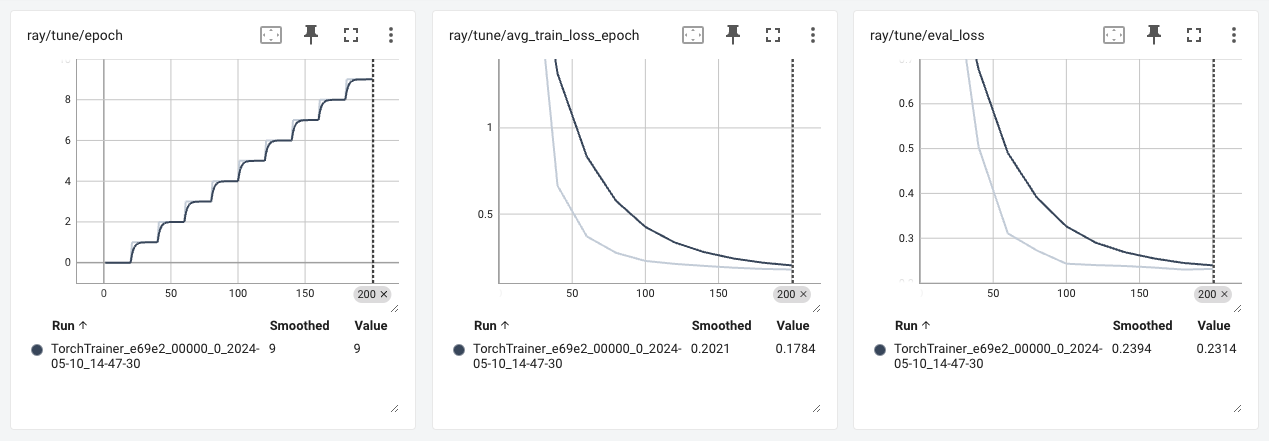 ray/tune/epoch
8
6
4
2
0
0 50 100 150 200 ×
Run ↑ Smoothed Value
TorchTrainer_e69e2_00000_0_2024- 9 9
05-10_14-47-30
ray/tune/avg_train_loss_epoch
1
0.5
50 100 150 200 ×
Run ↑ Smoothed Value
TorchTrainer_e69e2_00000_0_2024- 0.2021 0.1784
05-10_14-47-30
ray/tune/eval_loss
0.6
0.5
0.4
0.3
50 100 150 200 ×
Run ↑ Smoothed Value
TorchTrainer_e69e2_00000_0_2024- 0.2394 0.2314
05-10_14-47-30